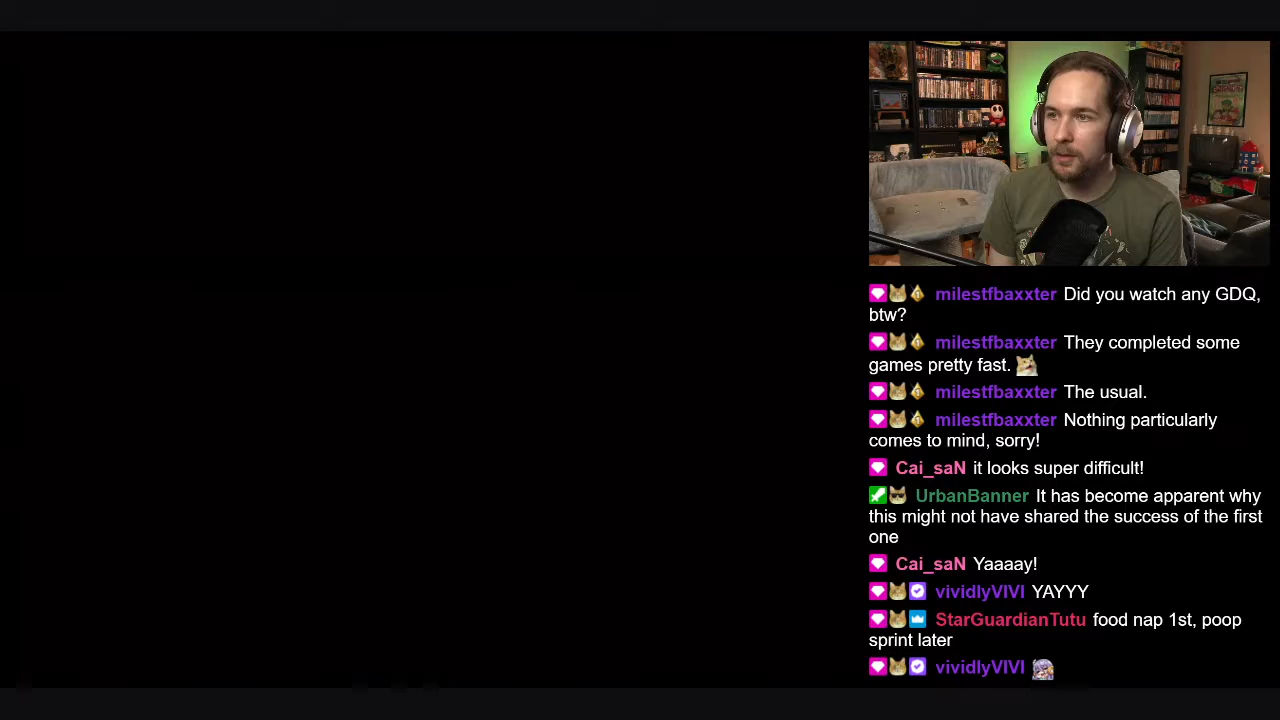 milestfbaxxter Did you watch any GDQ,
btw?
milestfbaxxter They completed some
games pretty fast.
milestfbaxxter The usual.
milestfbaxxter Nothing particularly
comes to mind, sorry!
Cai_saN it looks super difficult!
UrbanBanner It has become apparent why
this might not have shared the success of the first
one
Cai_saN Yaaaay!
vividlyVIVI YAYYY
StarGuardianTutu food nap 1st, poop
sprint later
vividlyVIVI